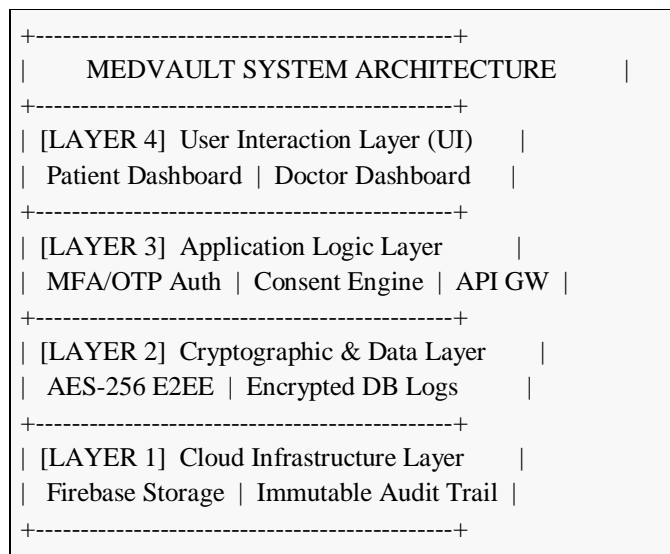 +-----------------------------------------------+
|      MEDVAULT SYSTEM ARCHITECTURE      |
+-----------------------------------------------+
| [LAYER 4]  User Interaction Layer (UI)     |
|  Patient Dashboard  |  Doctor Dashboard     |
+-----------------------------------------------+
| [LAYER 3]  Application Logic Layer       |
|  MFA/OTP Auth  |  Consent Engine  |  API GW  |
+-----------------------------------------------+
| [LAYER 2]  Cryptographic & Data Layer     |
|  AES-256 E2EE  |  Encrypted DB Logs       |
+-----------------------------------------------+
| [LAYER 1]  Cloud Infrastructure Layer      |
|  Firebase Storage  |  Immutable Audit Trail  |
+-----------------------------------------------+